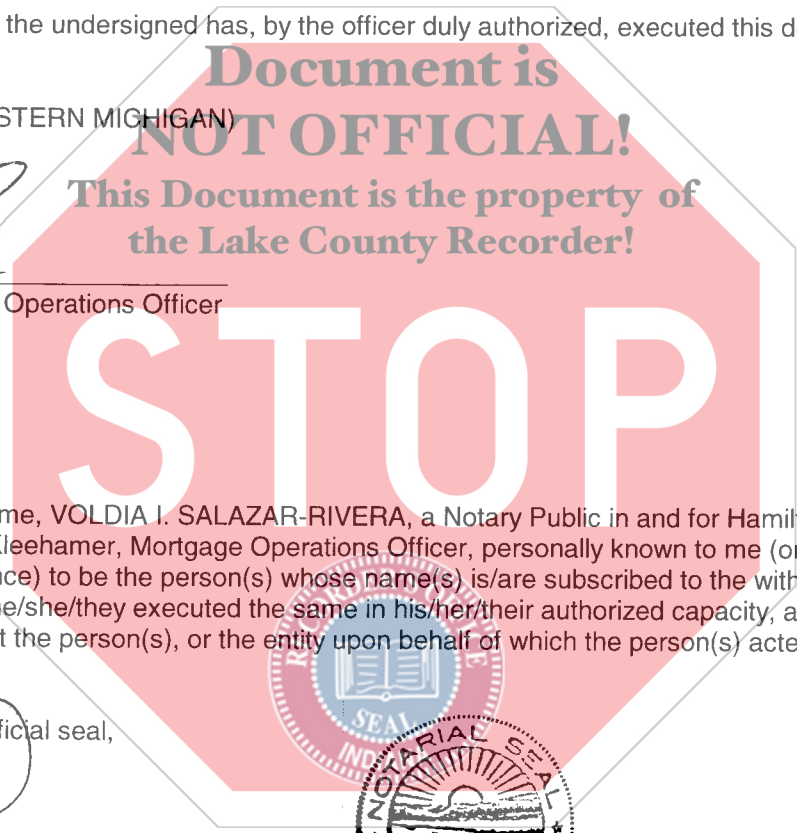 the undersigned has, by the officer duly authorized, executed this d
Document is
STERN MIGHIGAN)
NOT OFFICIAL!
This Document is the property of
the Lake County Recorder!
Operations Officer
STOP
me, VOLDIA I. SALAZAR-RIVERA, a Notary Public in and for Hamil
Kleehamer, Mortgage Operations Officer, personally known to me (or
nce) to be the person(s) whose name(s) is/are subscribed to the with
he/she/they executed the same in his/her/their authorized capacity, a
t the person(s), or the entity upon behalf of which the person(s) acte
SEAL
ficial seal,
NOTARIAL SEAL